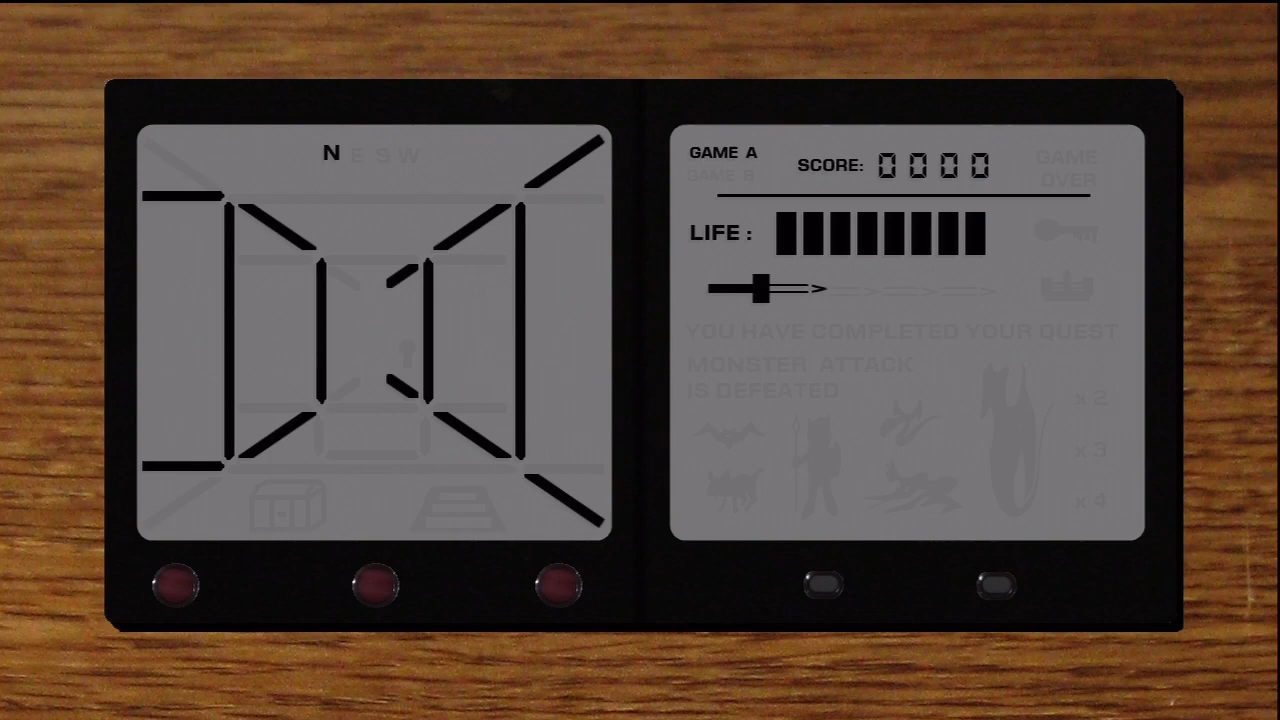 N E S W
GAME A
GAME B
SCORE: 0000
GAME
OVER
LIFE :
YOU HAVE COMPLETED YOUR QUEST
MONSTER ATTACK
IS DEFEATED
x 2
x 3
x 4